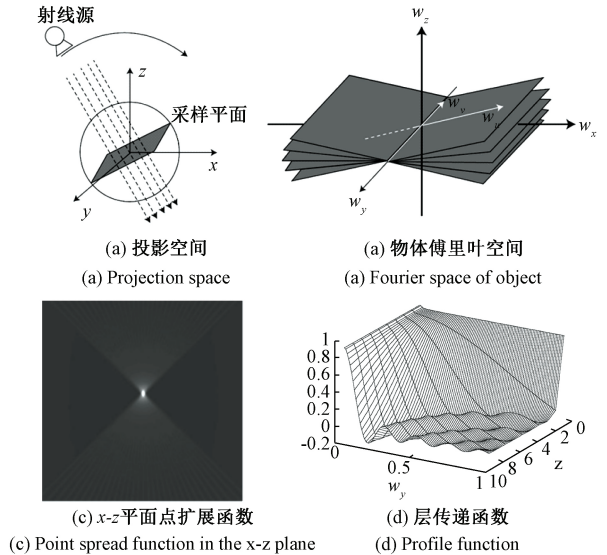 射线源
z
采样平面
x
y
(a) 投影空间
(a) Projection space
w_z
w_v
w_u
w_x
w_y
(a) 物体傅里叶空间
(a) Fourier space of object
(c) x-z平面点扩展函数
(c) Point spread function in the x-z plane
1
0.8
0.6
0.4
0.2
0
-0.2
0
0.5
1
w_y
10
8
6
4
2
0
z
(d) 层传递函数
(d) Profile function